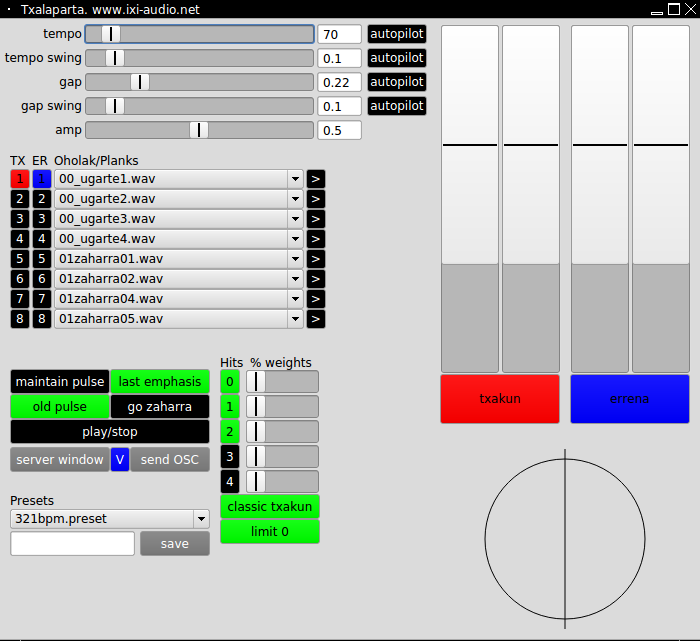 Txalaparta. www.ixi-audio.net
tempo 70 autopilot
tempo swing 0.1 autopilot
gap 0.22 autopilot
gap swing 0.1 autopilot
amp 0.5
TX ER Oholak/Planks
1 1 00_ugarte1.wav >
2 2 00_ugarte2.wav >
3 3 00_ugarte3.wav >
4 4 00_ugarte4.wav >
5 5 01zaharra01.wav >
6 6 01zaharra02.wav >
7 7 01zaharra04.wav >
8 8 01zaharra05.wav >
maintain pulse last emphasis
old pulse go zaharra
play/stop
server window V send OSC
Presets
321bpm.preset
save
Hits % weights
0
1
2
3
4
classic txakun
limit 0
txakun errena